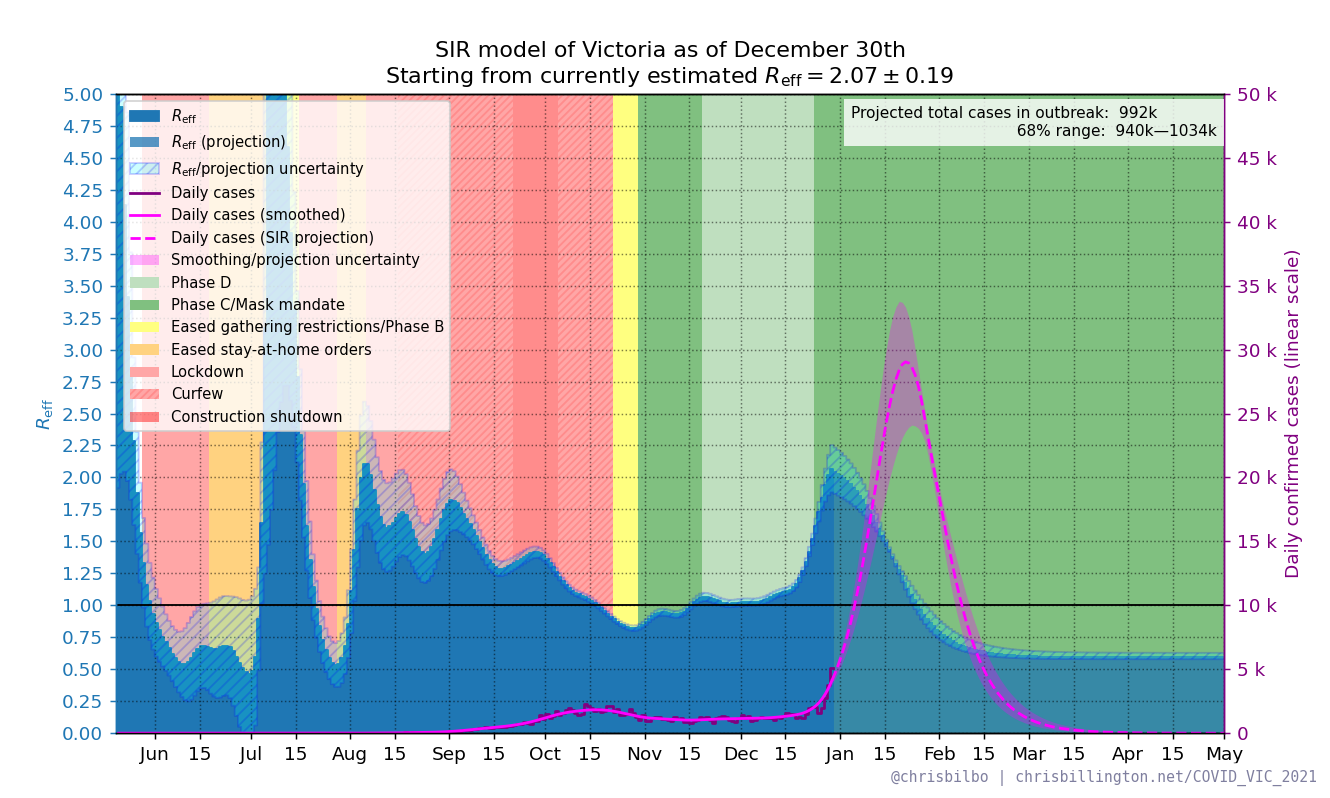 SIR model of Victoria as of December 30th
Starting from currently estimated R_eff = 2.07 ± 0.19
Projected total cases in outbreak: 992k
68% range: 940k—1034k
R_eff
R_eff (projection)
R_eff/projection uncertainty
Daily cases
Daily cases (smoothed)
Daily cases (SIR projection)
Smoothing/projection uncertainty
Phase D
Phase C/Mask mandate
Eased gathering restrictions/Phase B
Eased stay-at-home orders
Lockdown
Curfew
Construction shutdown
R_eff
5.00
4.75
4.50
4.25
4.00
3.75
3.50
3.25
3.00
2.75
2.50
2.25
2.00
1.75
1.50
1.25
1.00
0.75
0.50
0.25
0.00
50 k
45 k
40 k
35 k
30 k
25 k
20 k
15 k
10 k
5 k
0
Daily confirmed cases (linear scale)
Jun 15 Jul 15 Aug 15 Sep 15 Oct 15 Nov 15 Dec 15 Jan 15 Feb 15 Mar 15 Apr 15 May
@chrisbilbo | chrisbillington.net/COVID_VIC_2021